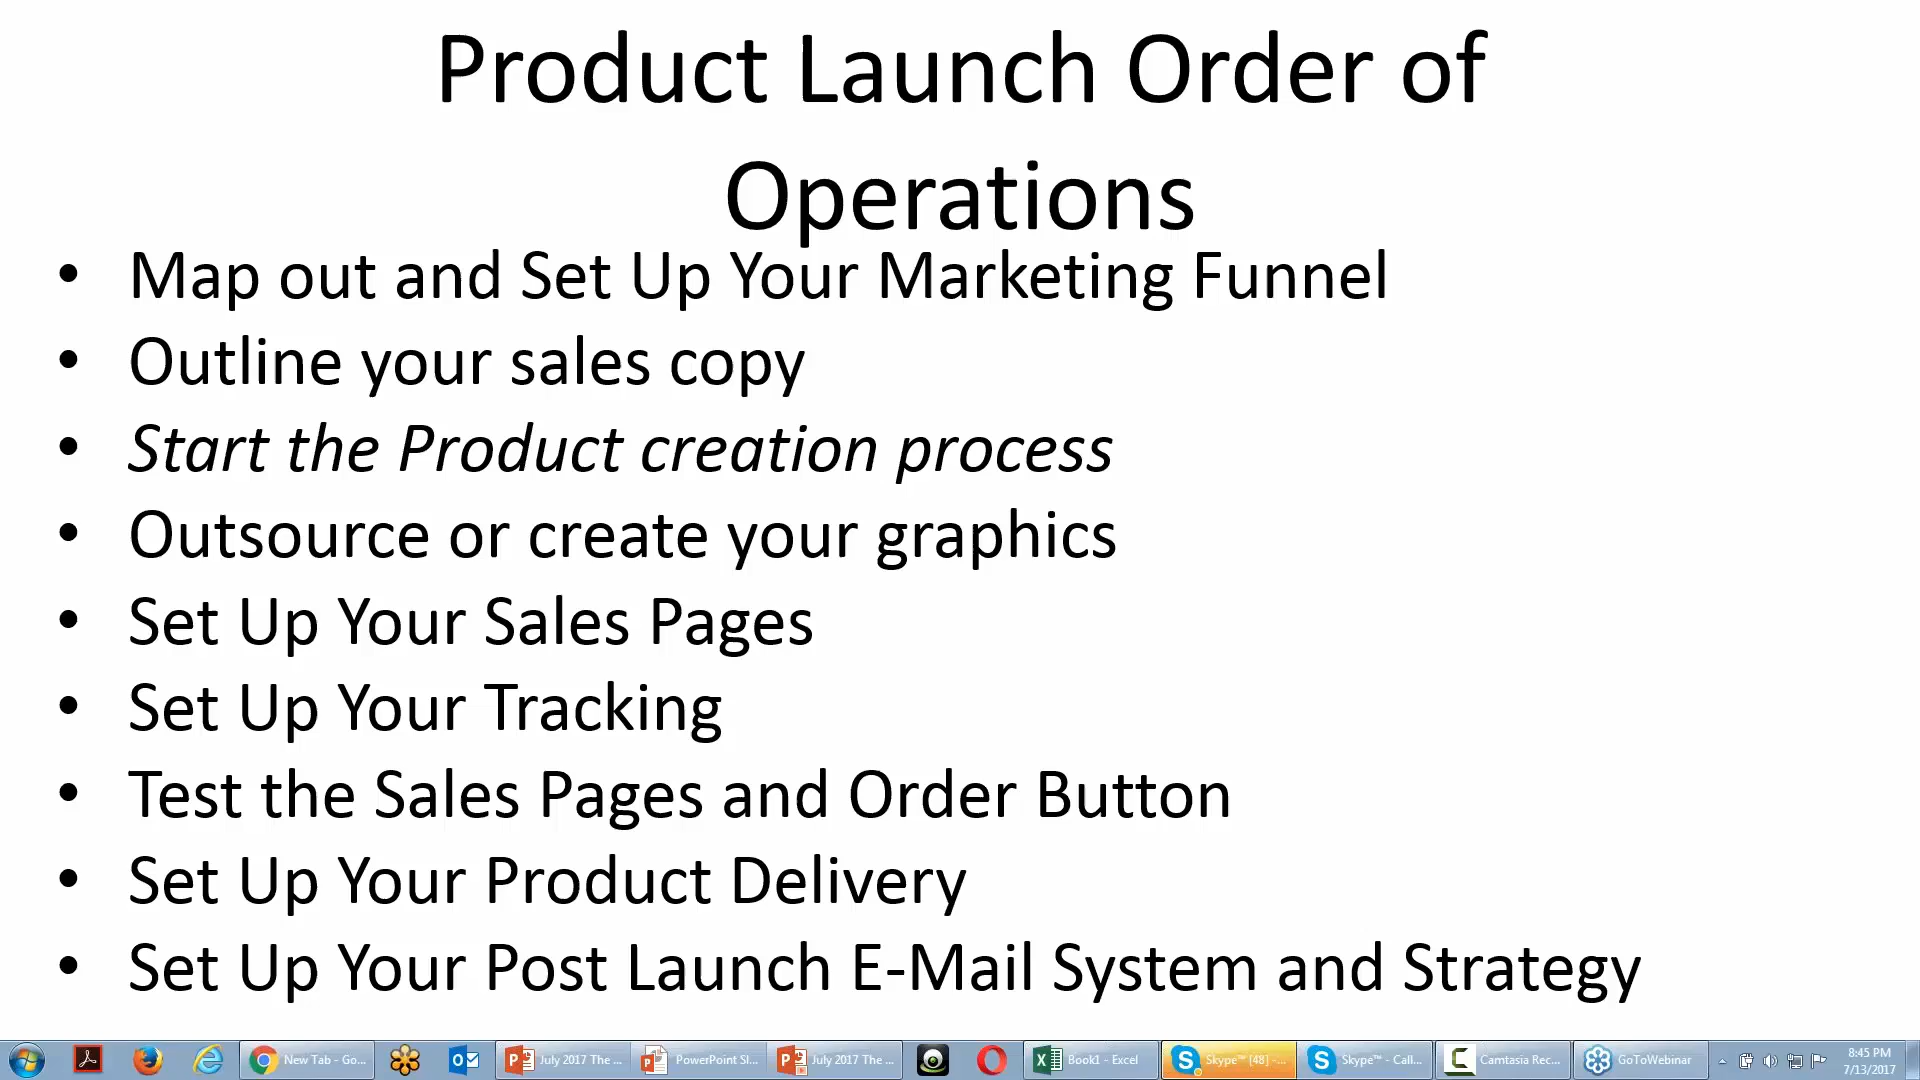 Product Launch Order of
Operations
• Map out and Set Up Your Marketing Funnel
• Outline your sales copy
• Start the Product creation process
• Outsource or create your graphics
• Set Up Your Sales Pages
• Set Up Your Tracking
• Test the Sales Pages and Order Button
• Set Up Your Product Delivery
• Set Up Your Post Launch E-Mail System and Strategy
New Tab - Go... July 2017 The ... PowerPoint Sl... July 2017 The ... Book1 - Excel Skype™ [48] -... Skype™ - Call... Camtasia Rec... GoToWebinar 8:45 PM
7/13/2017